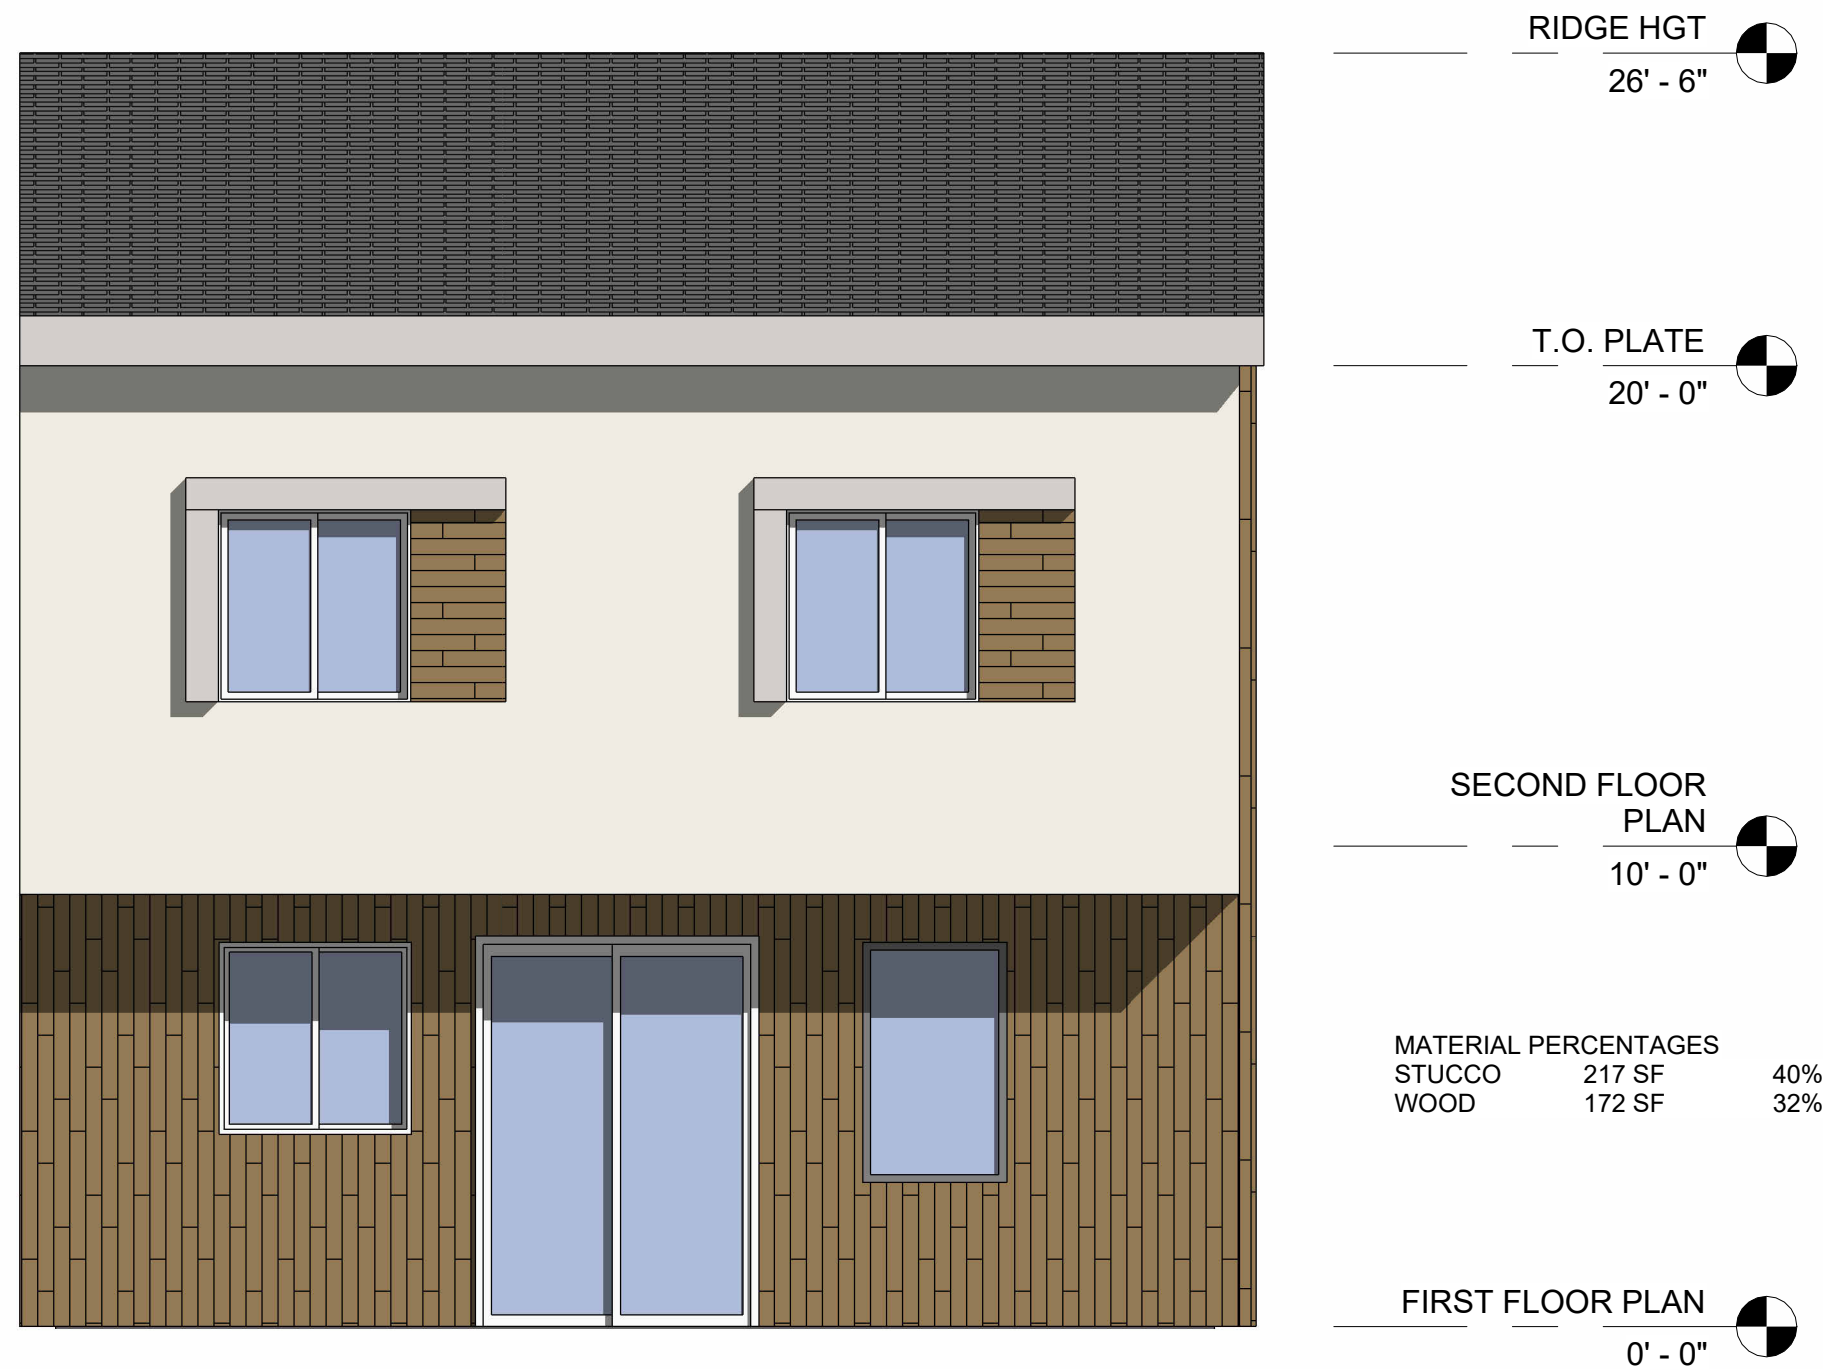 RIDGE HGT
26' - 6"
T.O. PLATE
20' - 0"
SECOND FLOOR
PLAN
10' - 0"
MATERIAL PERCENTAGES
STUCCO 217 SF 40%
WOOD 172 SF 32%
FIRST FLOOR PLAN
0' - 0"